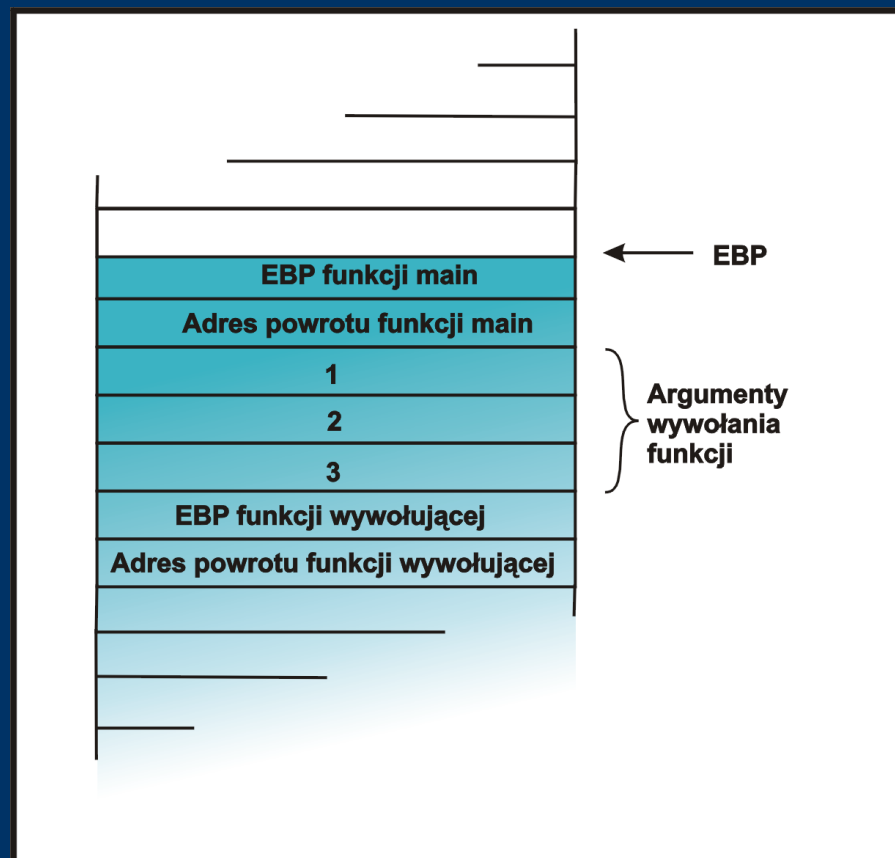 EBP
EBP funkcji main
Adres powrotu funkcji main
1
2
3
Argumenty
wywołania
funkcji
EBP funkcji wywołującej
Adres powrotu funkcji wywołującej